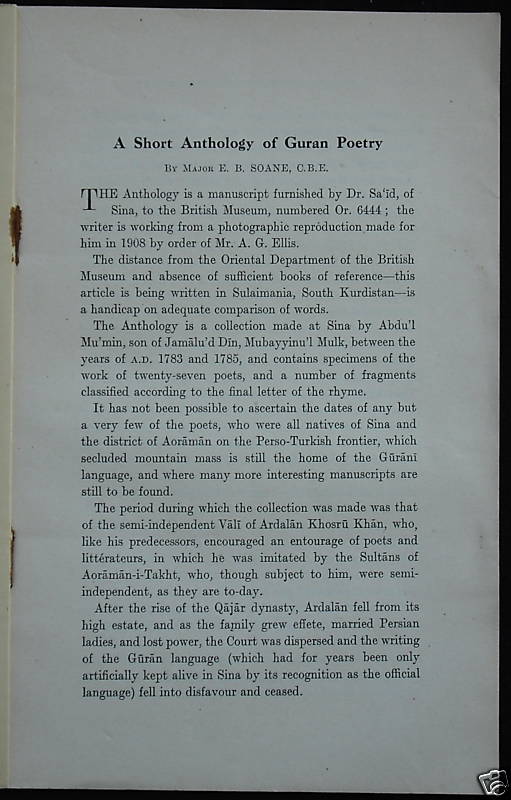 A Short Anthology of Guran Poetry
By Major E. B. SOANE, C.B.E.
THE Anthology is a manuscript furnished by Dr. Sa‘īd, of
Sina, to the British Museum, numbered Or. 6444; the
writer is working from a photographic reproduction made for
him in 1908 by order of Mr. A. G. Ellis.
The distance from the Oriental Department of the British
Museum and absence of sufficient books of reference—this
article is being written in Sulaimania, South Kurdistan—is
a handicap on adequate comparison of words.
The Anthology is a collection made at Sina by Abdu'l
Mu'min, son of Jamālu'd Dīn, Mubayyinu'l Mulk, between the
years of A.D. 1783 and 1785, and contains specimens of the
work of twenty-seven poets, and a number of fragments
classified according to the final letter of the rhyme.
It has not been possible to ascertain the dates of any but
a very few of the poets, who were all natives of Sina and
the district of Aorāmān on the Perso-Turkish frontier, which
secluded mountain mass is still the home of the Gūrānī
language, and where many more interesting manuscripts are
still to be found.
The period during which the collection was made was that
of the semi-independent Vālī of Ardalān Khosrū Khān, who,
like his predecessors, encouraged an entourage of poets and
littérateurs, in which he was imitated by the Sultāns of
Aorāmān-i-Takht, who, though subject to him, were semi-
independent, as they are to-day.
After the rise of the Qājār dynasty, Ardalān fell from its
high estate, and as the family grew effete, married Persian
ladies, and lost power, the Court was dispersed and the writing
of the Gūrān language (which had for years been only
artificially kept alive in Sina by its recognition as the official
language) fell into disfavour and ceased.